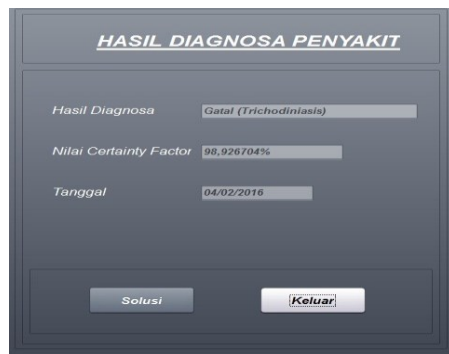 HASIL DIAGNOSA PENYAKIT
Hasil Diagnosa Gatal (Trichodiniasis)
Nilai Certainty Factor 98,926704%
Tanggal 04/02/2016
Solusi Keluar